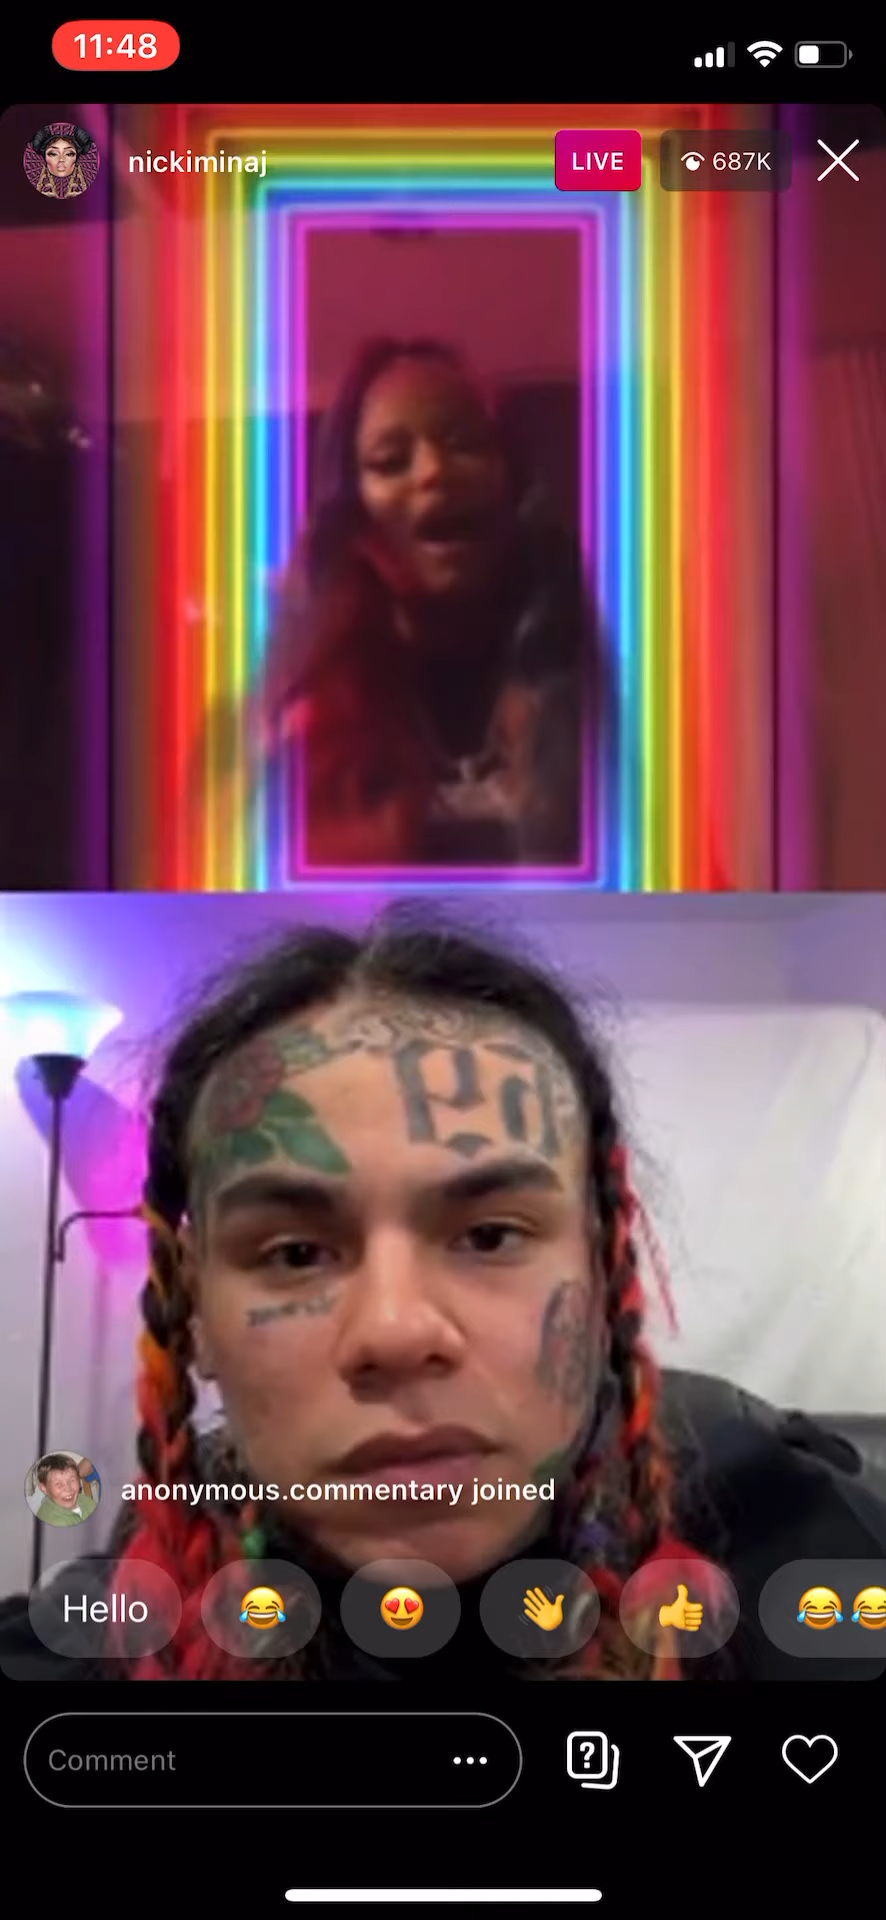 11:48
nickiminaj
LIVE
687K
anonymous.commentary joined
Hello
Comment